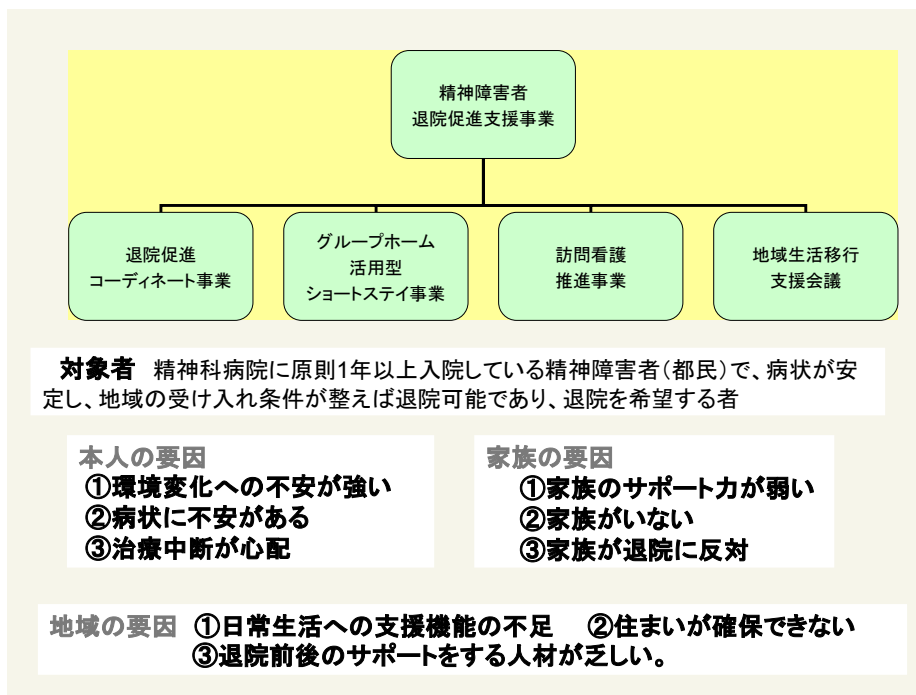 精神障害者
退院促進支援事業
退院促進
コーディネート事業
グループホーム
活用型
ショートステイ事業
訪問看護
推進事業
地域生活移行
支援会議
対象者 精神科病院に原則1年以上入院している精神障害者(都民)で、病状が安
定し、地域の受け入れ条件が整えば退院可能であり、退院を希望する者
本人の要因
①環境変化への不安が強い
②病状に不安がある
③治療中断が心配
家族の要因
①家族のサポート力が弱い
②家族がいない
③家族が退院に反対
地域の要因 ①日常生活への支援機能の不足 ②住まいが確保できない
③退院前後のサポートをする人材が乏しい。